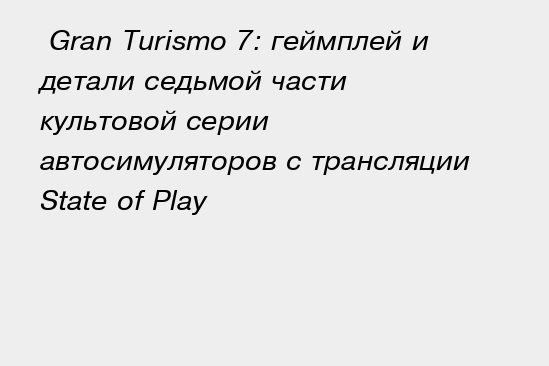 Gran Turismo 7: геймплей и
детали седьмой части
культовой серии
автосимуляторов с трансляции
State of Play